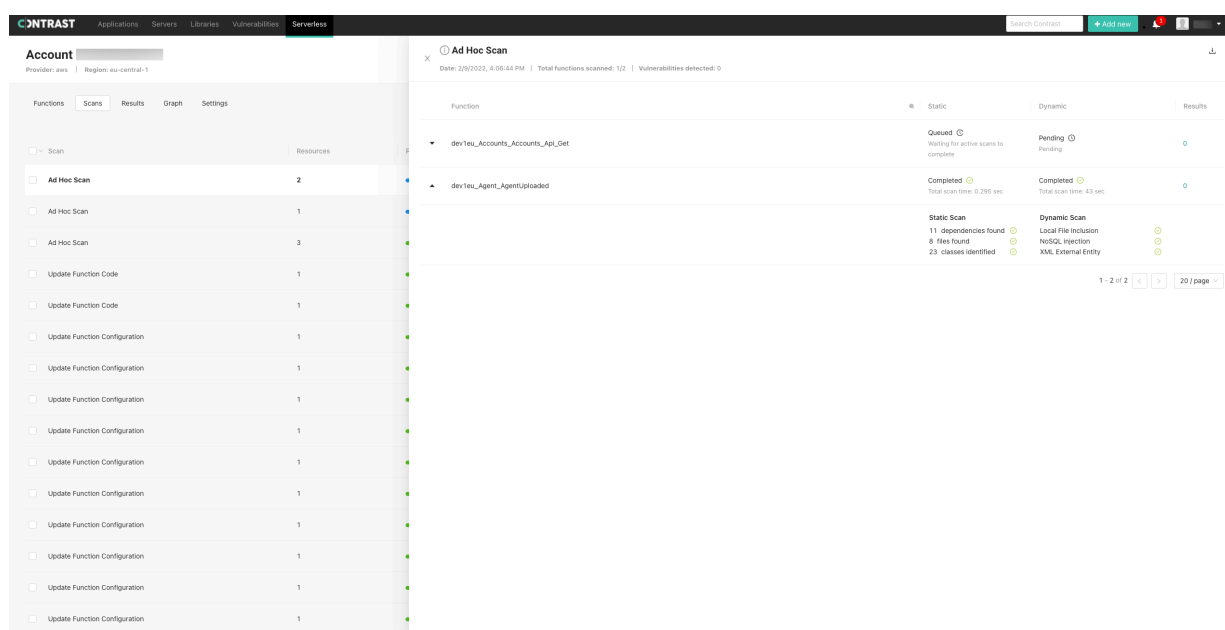 CONTRAST Applications Servers Libraries Vulnerabilities Serverless Search Contrast + Add new 1
Account
Provider: aws | Region: eu-central-1
Functions Scans Results Graph Settings
Scan Resources
Ad Hoc Scan 2
Ad Hoc Scan 1
Ad Hoc Scan 3
Update Function Code 1
Update Function Code 1
Update Function Configuration 1
Update Function Configuration 1
Update Function Configuration 1
Update Function Configuration 1
Update Function Configuration 1
Update Function Configuration 1
Update Function Configuration 1
Update Function Configuration 1
Update Function Configuration 1
Update Function Configuration 1
Ad Hoc Scan
Date: 2/9/2022, 4:06:44 PM | Total functions scanned: 1/2 | Vulnerabilities detected: 0
Function Static Dynamic Results
dev1eu_Accounts_Accounts_Api_Get
Queued
Waiting for active scans to
complete
Pending
Pending
0
dev1eu_Agent_AgentUploaded
Completed
Total scan time: 0.296 sec
Completed
Total scan time: 43 sec
0
Static Scan
11 dependencies found
8 files found
23 classes identified
Dynamic Scan
Local File Inclusion
NoSQL injection
XML External Entity
1 - 2 of 2 < > 20 / page